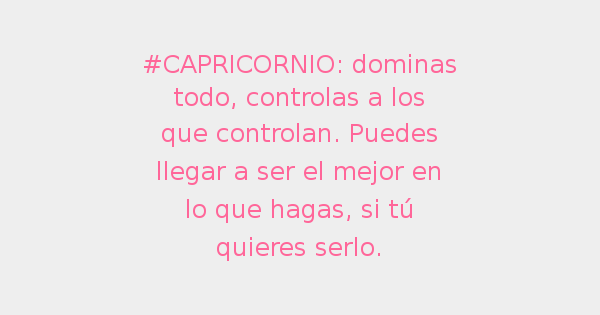 #CAPRICORNIO: dominas
todo, controlas a los
que controlan. Puedes
llegar a ser el mejor en
lo que hagas, si tú
quieres serlo.